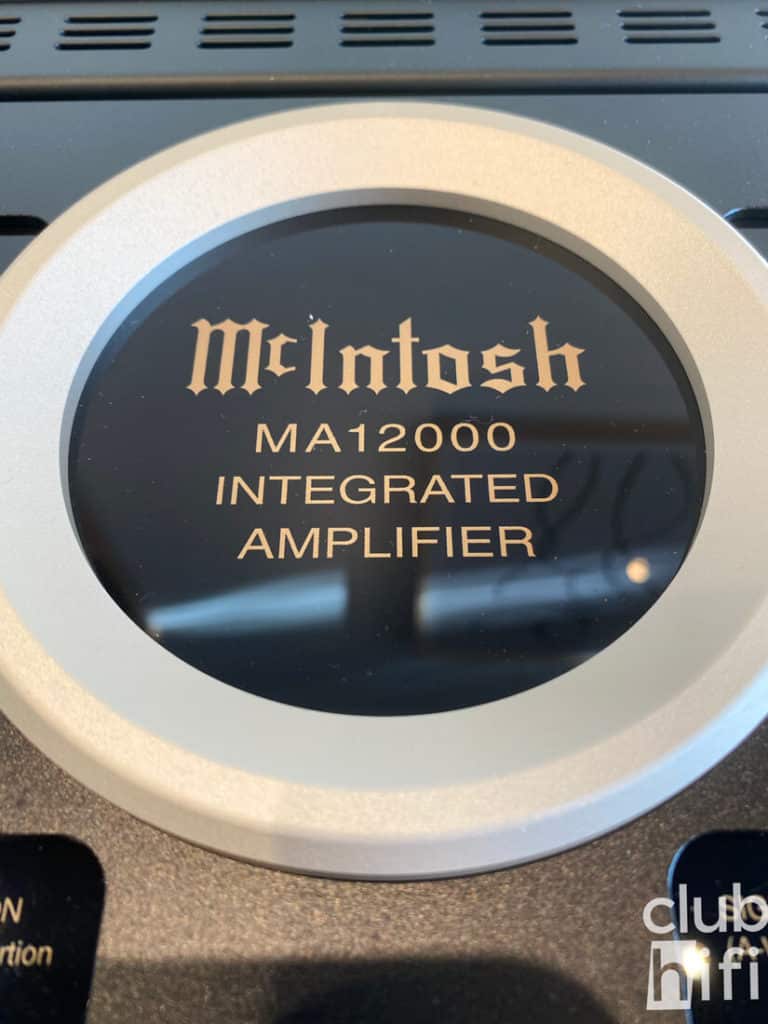 McIntosh
MA12000
INTEGRATED
AMPLIFIER
club
hifi